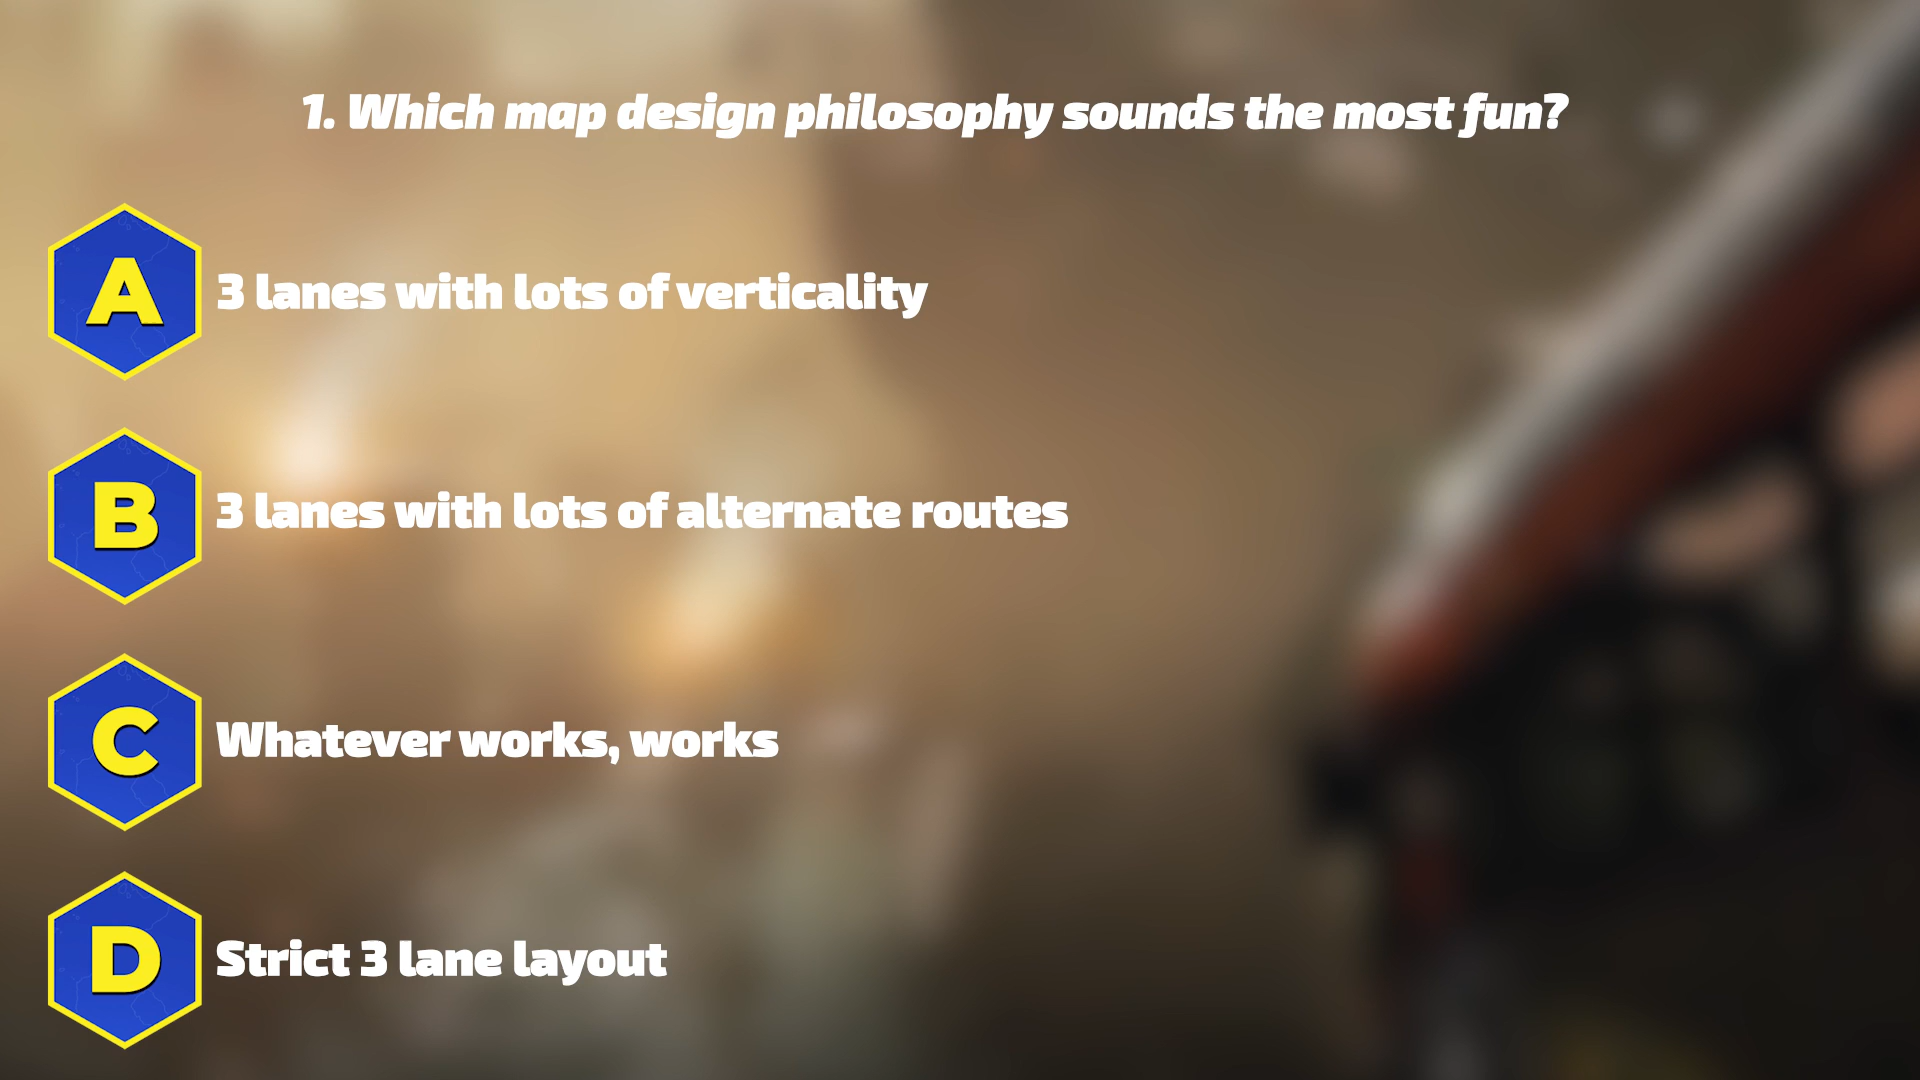 1. Which map design philosophy sounds the most fun?
A 3 lanes with lots of verticality
B 3 lanes with lots of alternate routes
C Whatever works, works
D Strict 3 lane layout